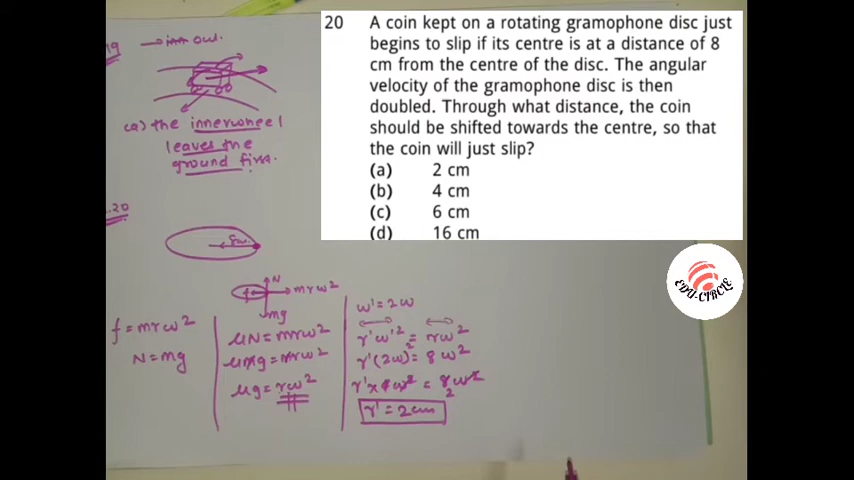 20 A coin kept on a rotating gramophone disc just
begins to slip if its centre is at a distance of 8
cm from the centre of the disc. The angular
velocity of the gramophone disc is then
doubled. Through what distance, the coin
should be shifted towards the centre, so that
the coin will just slip?
(a) 2 cm
(b) 4 cm
(c) 6 cm
(d) 16 cm
19
(a) the innerwheel
leaves the
ground first.
.20
8cm
N
f
mrω²
mg
f = mrω²
N = mg
μN = mrω²
μmg = mrω²
μg = rω²
ω' = 2ω
r'ω'² = rω²
r'(2ω)² = 8ω²
r' × 4ω² = 8ω²
2
r' = 2cm
EDU-CIRCLE